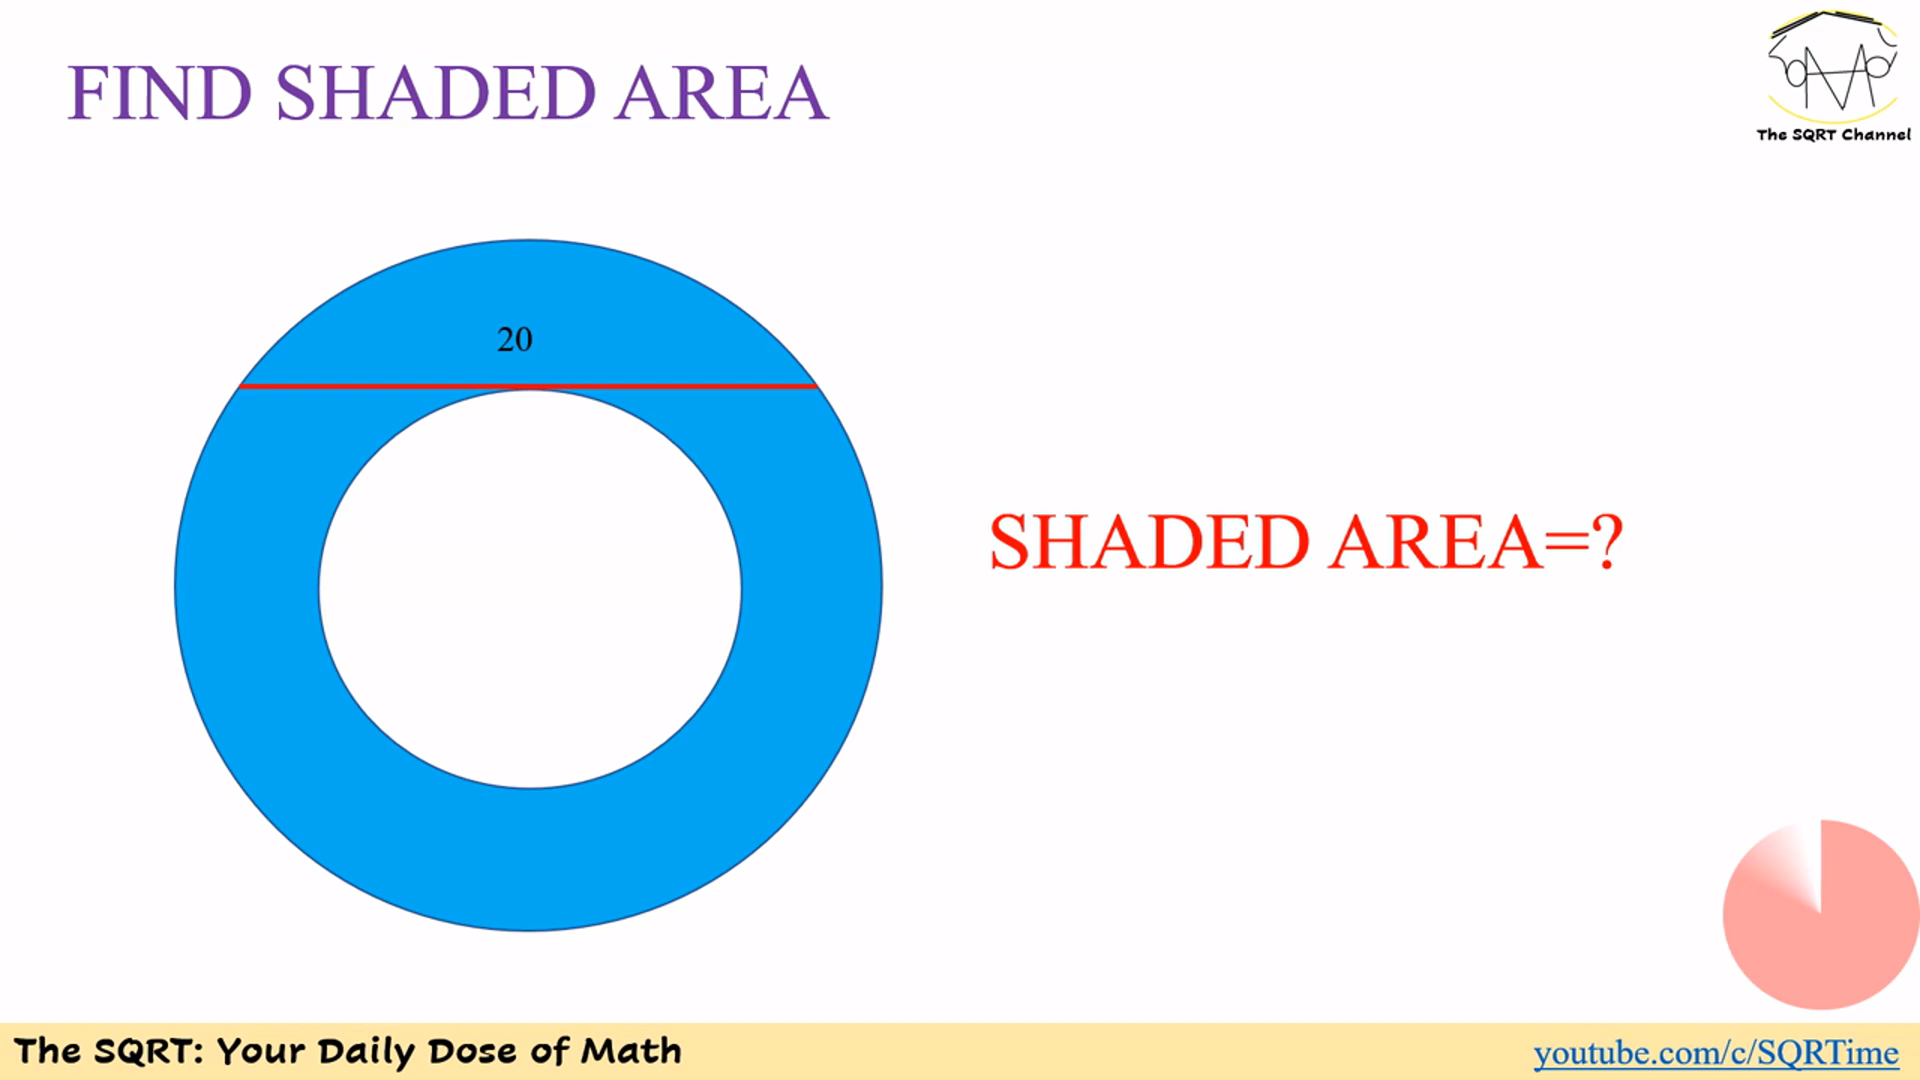 FIND SHADED AREA
The SQRT Channel
20
SHADED AREA=?
The SQRT: Your Daily Dose of Math
youtube.com/c/SQRTime